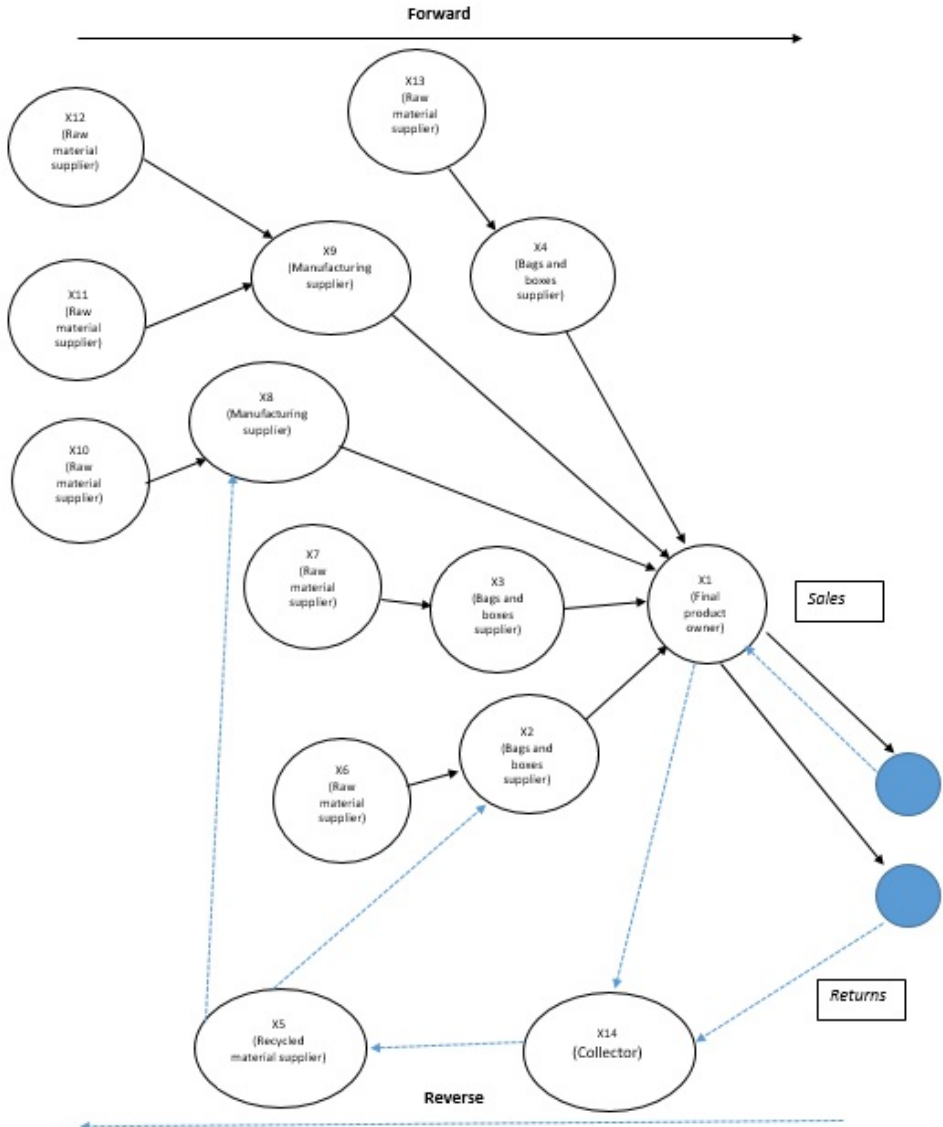 Forward
X13
(Raw
material
supplier)
X12
(Raw
material
supplier)
X9
(Manufacturing
supplier)
X4
(Bags and
boxes
supplier)
X11
(Raw
material
supplier)
X8
(Manufacturing
supplier)
X10
(Raw
material
supplier)
X7
(Raw
material
supplier)
X3
(Bags and
boxes
supplier)
X1
(Final
product
owner)
Sales
X2
(Bags and
boxes
supplier)
X6
(Raw
material
supplier)
Returns
X5
(Recycled
material supplier)
X14
(Collector)
Reverse